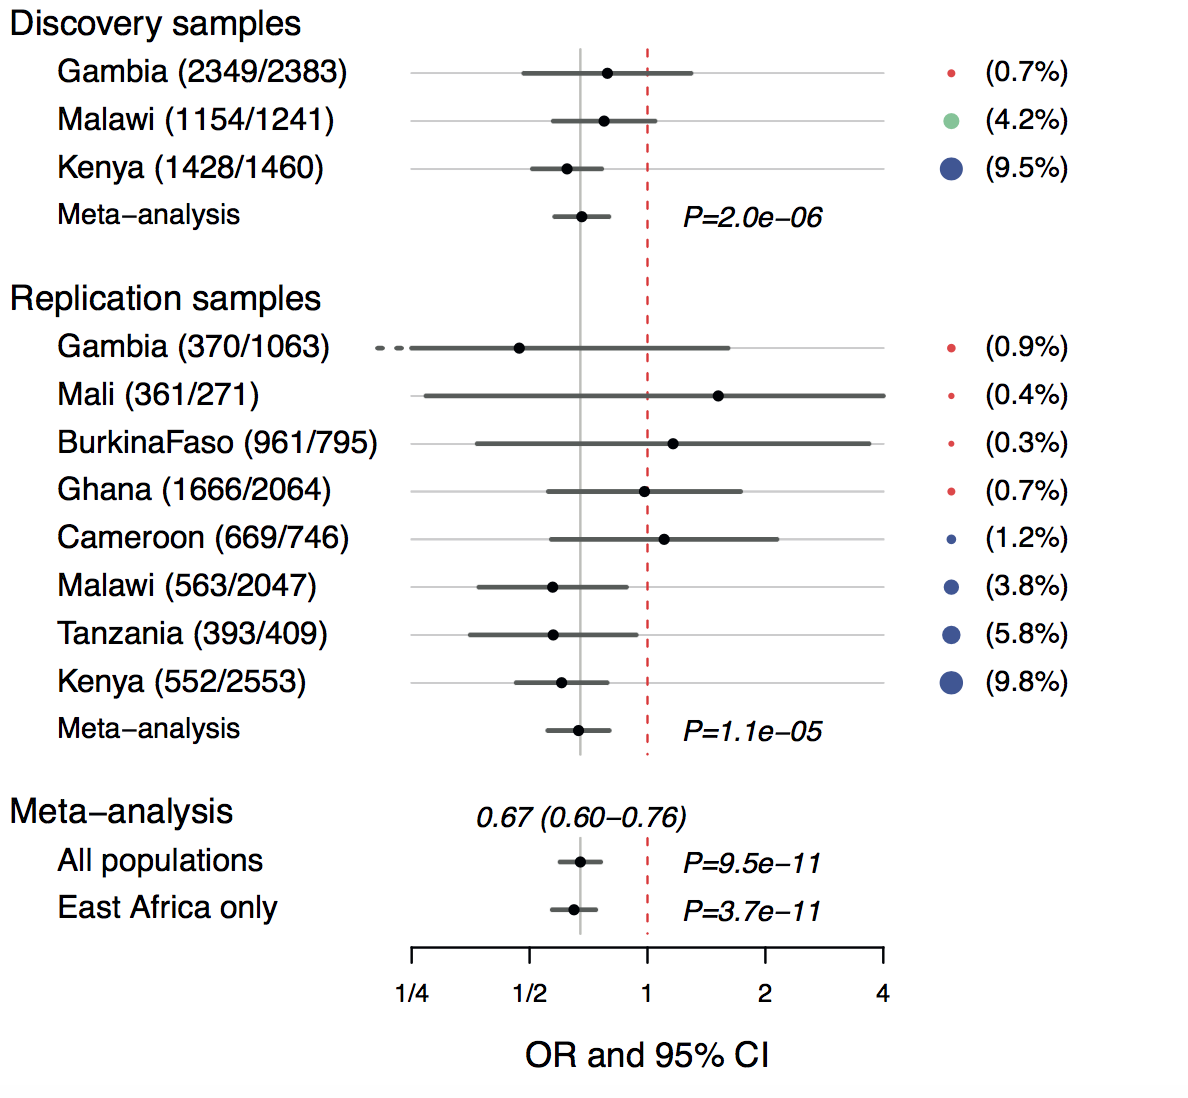 Discovery samples
Gambia (2349/2383) (0.7%)
Malawi (1154/1241) (4.2%)
Kenya (1428/1460) (9.5%)
Meta−analysis P=2.0e−06
Replication samples
Gambia (370/1063) (0.9%)
Mali (361/271) (0.4%)
BurkinaFaso (961/795) (0.3%)
Ghana (1666/2064) (0.7%)
Cameroon (669/746) (1.2%)
Malawi (563/2047) (3.8%)
Tanzania (393/409) (5.8%)
Kenya (552/2553) (9.8%)
Meta−analysis P=1.1e−05
Meta−analysis 0.67 (0.60−0.76)
All populations P=9.5e−11
East Africa only P=3.7e−11
1/4 1/2 1 2 4
OR and 95% CI